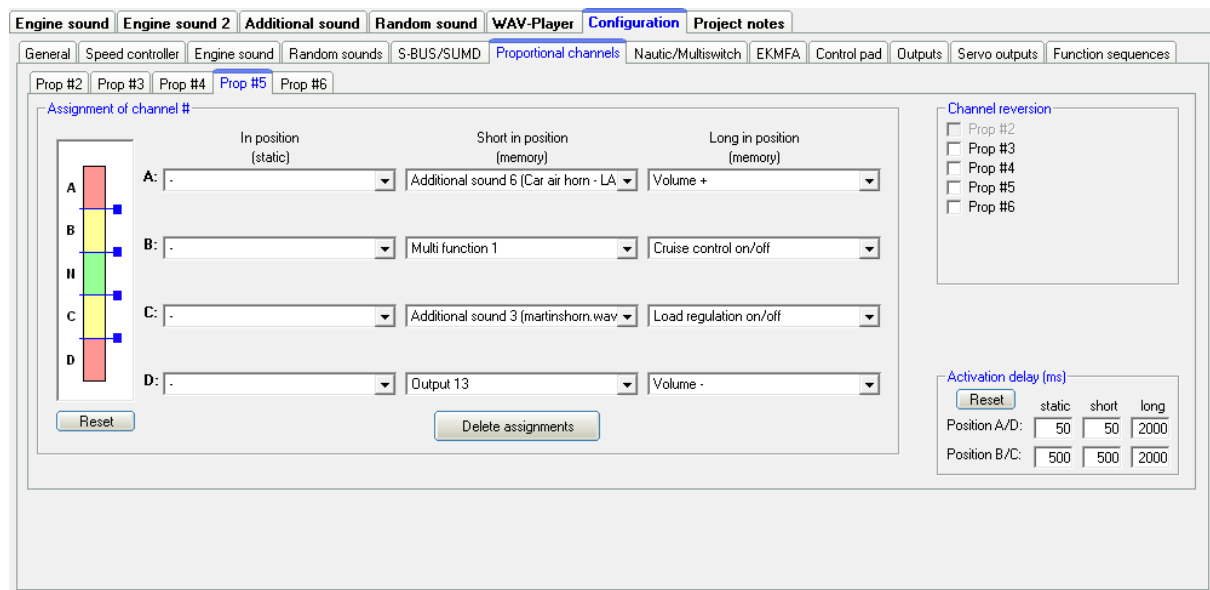 Engine sound Engine sound 2 Additional sound Random sound WAV-Player Configuration Project notes
General Speed controller Engine sound Random sounds S-BUS/SUMD Proportional channels Nautic/Multiswitch EKMFA Control pad Outputs Servo outputs Function sequences
Prop #2 Prop #3 Prop #4 Prop #5 Prop #6
Assignment of channel #
In position Short in position Long in position
(static) (memory) (memory)
A B N C D
A: - Additional sound 6 (Car air horn - LA Volume +
B: - Multi function 1 Cruise control on/off
C: - Additional sound 3 (martinshorn.wav Load regulation on/off
D: - Output 13 Volume -
Reset
Delete assignments
Channel reversion
Prop #2
Prop #3
Prop #4
Prop #5
Prop #6
Activation delay (ms)
Reset static short long
Position A/D: 50 50 2000
Position B/C: 500 500 2000